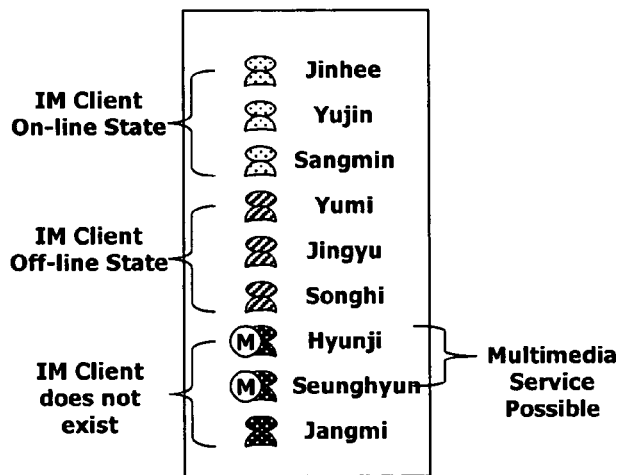 IM Client
On-line State
Jinhee
Yujin
Sangmin
IM Client
Off-line State
Yumi
Jingyu
Songhi
IM Client
does not
exist
M Hyunji
M Seunghyun
Jangmi
Multimedia
Service
Possible